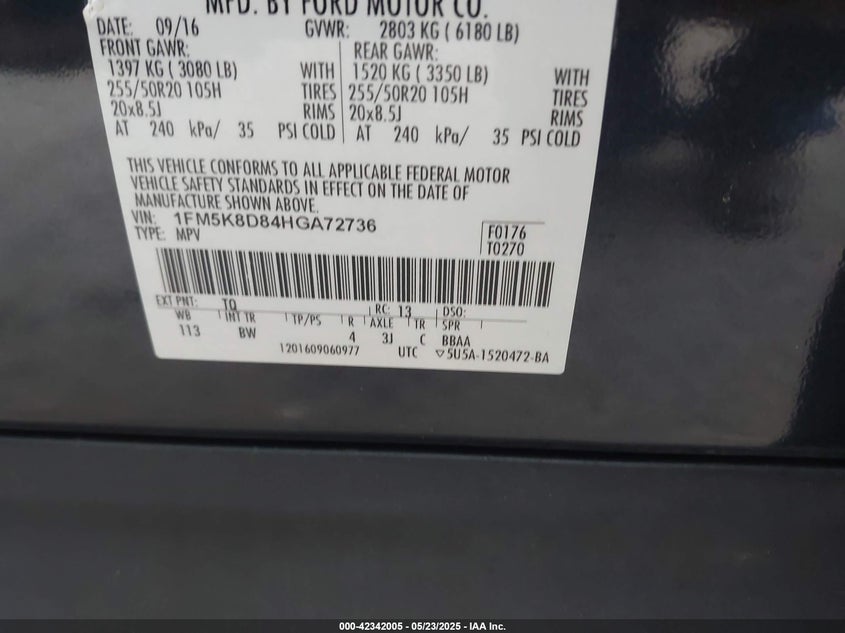 MFD. BY FORD MOTOR CO.
DATE: 09/16 GVWR: 2803 KG ( 6180 LB)
FRONT GAWR: REAR GAWR:
1397 KG ( 3080 LB) WITH 1520 KG ( 3350 LB) WITH
255/50R20 105H TIRES 255/50R20 105H TIRES
20x8.5J RIMS 20x8.5J RIMS
AT 240 kPa/ 35 PSI COLD AT 240 kPa/ 35 PSI COLD
THIS VEHICLE CONFORMS TO ALL APPLICABLE FEDERAL MOTOR
VEHICLE SAFETY STANDARDS IN EFFECT ON THE DATE OF
MANUFACTURE SHOWN ABOVE.
VIN: 1FM5K8D84HGA72736
TYPE: MPV
F0176
T0270
EXT PNT: TQ RC: 13 DSO:
WB INT TR TP/PS R AXLE TR SPR
113 BW 4 3J C BBAA
1201609060977 UTC ▽5U5A-1520472-BA
000-42342005 - 05/23/2025 - IAA Inc.